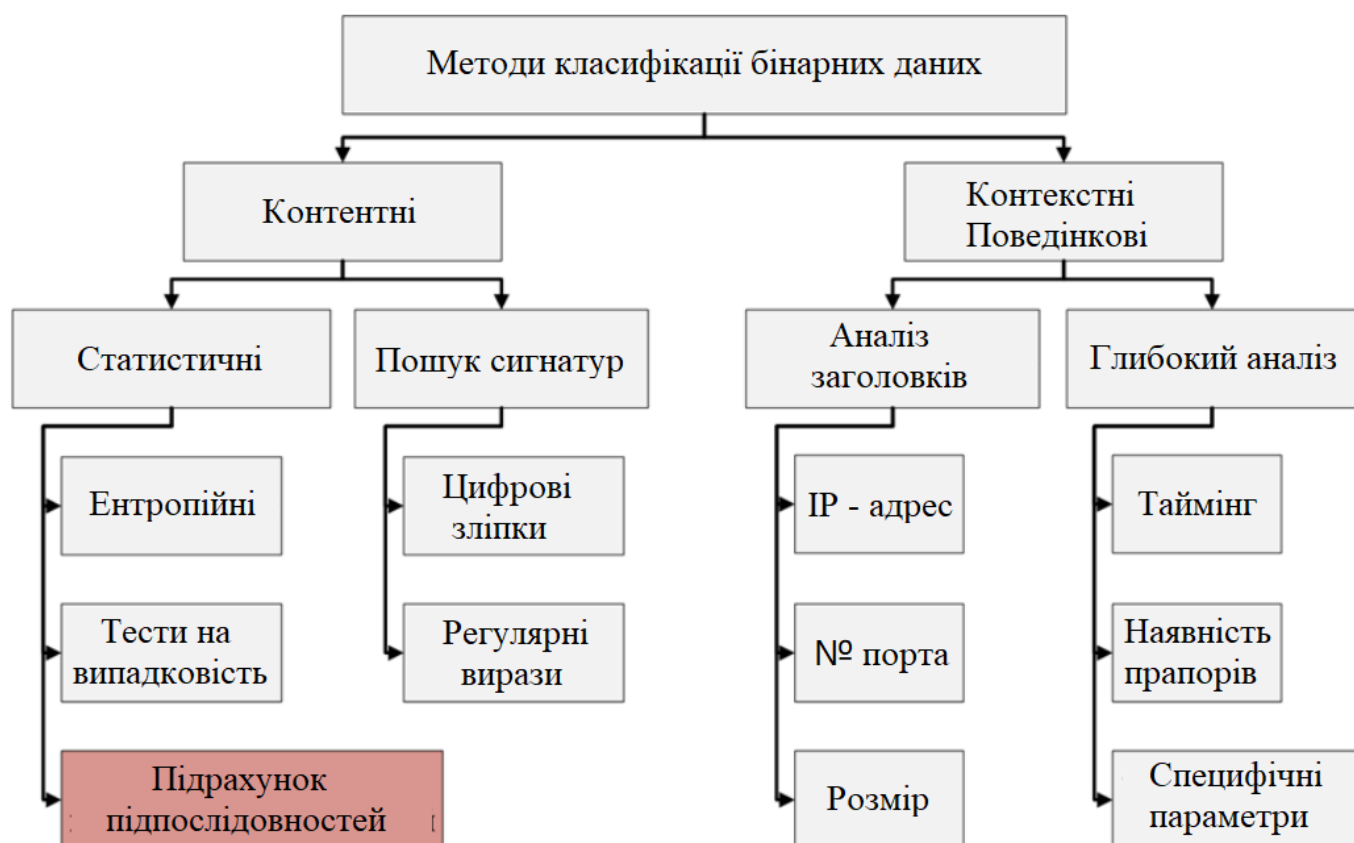 Методи класифікації бінарних даних
Контентні
Контекстні
Поведінкові
Статистичні
Пошук сигнатур
Аналіз
заголовків
Глибокий аналіз
Ентропійні
Цифрові
зліпки
IP - адрес
Таймінг
Тести на
випадковість
Регулярні
вирази
№ порта
Наявність
прапорів
Підрахунок
підпослідовностей
Розмір
Специфічні
параметри